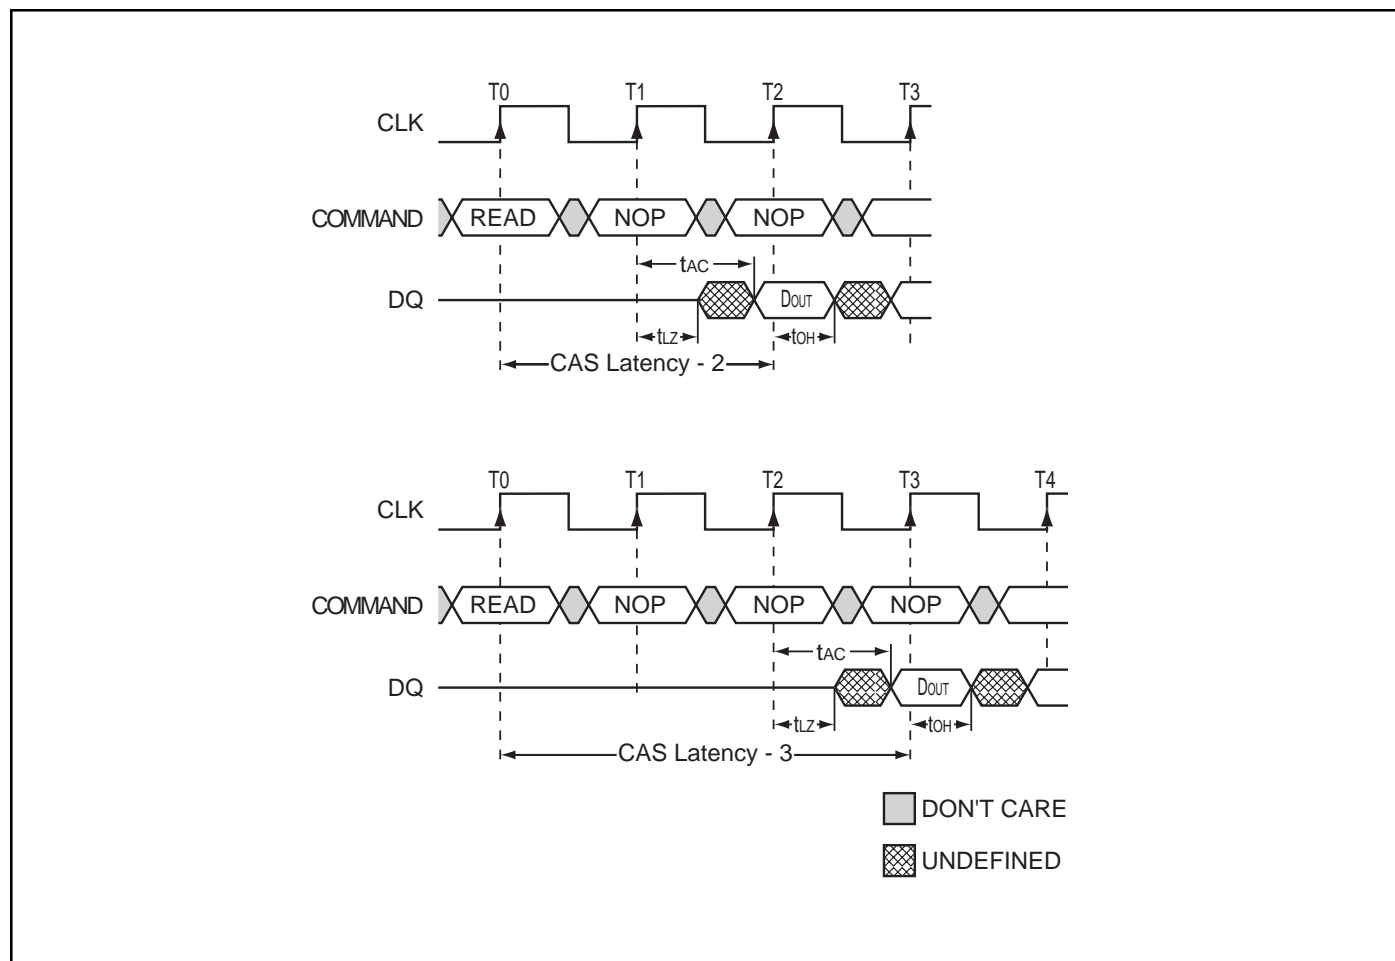 T0 T1 T2 T3
CLK
COMMAND READ NOP NOP
tAC
DQ DOUT
tLZ tOH
CAS Latency - 2
T0 T1 T2 T3 T4
CLK
COMMAND READ NOP NOP NOP
tAC
DQ DOUT
tLZ tOH
CAS Latency - 3
DON'T CARE
UNDEFINED